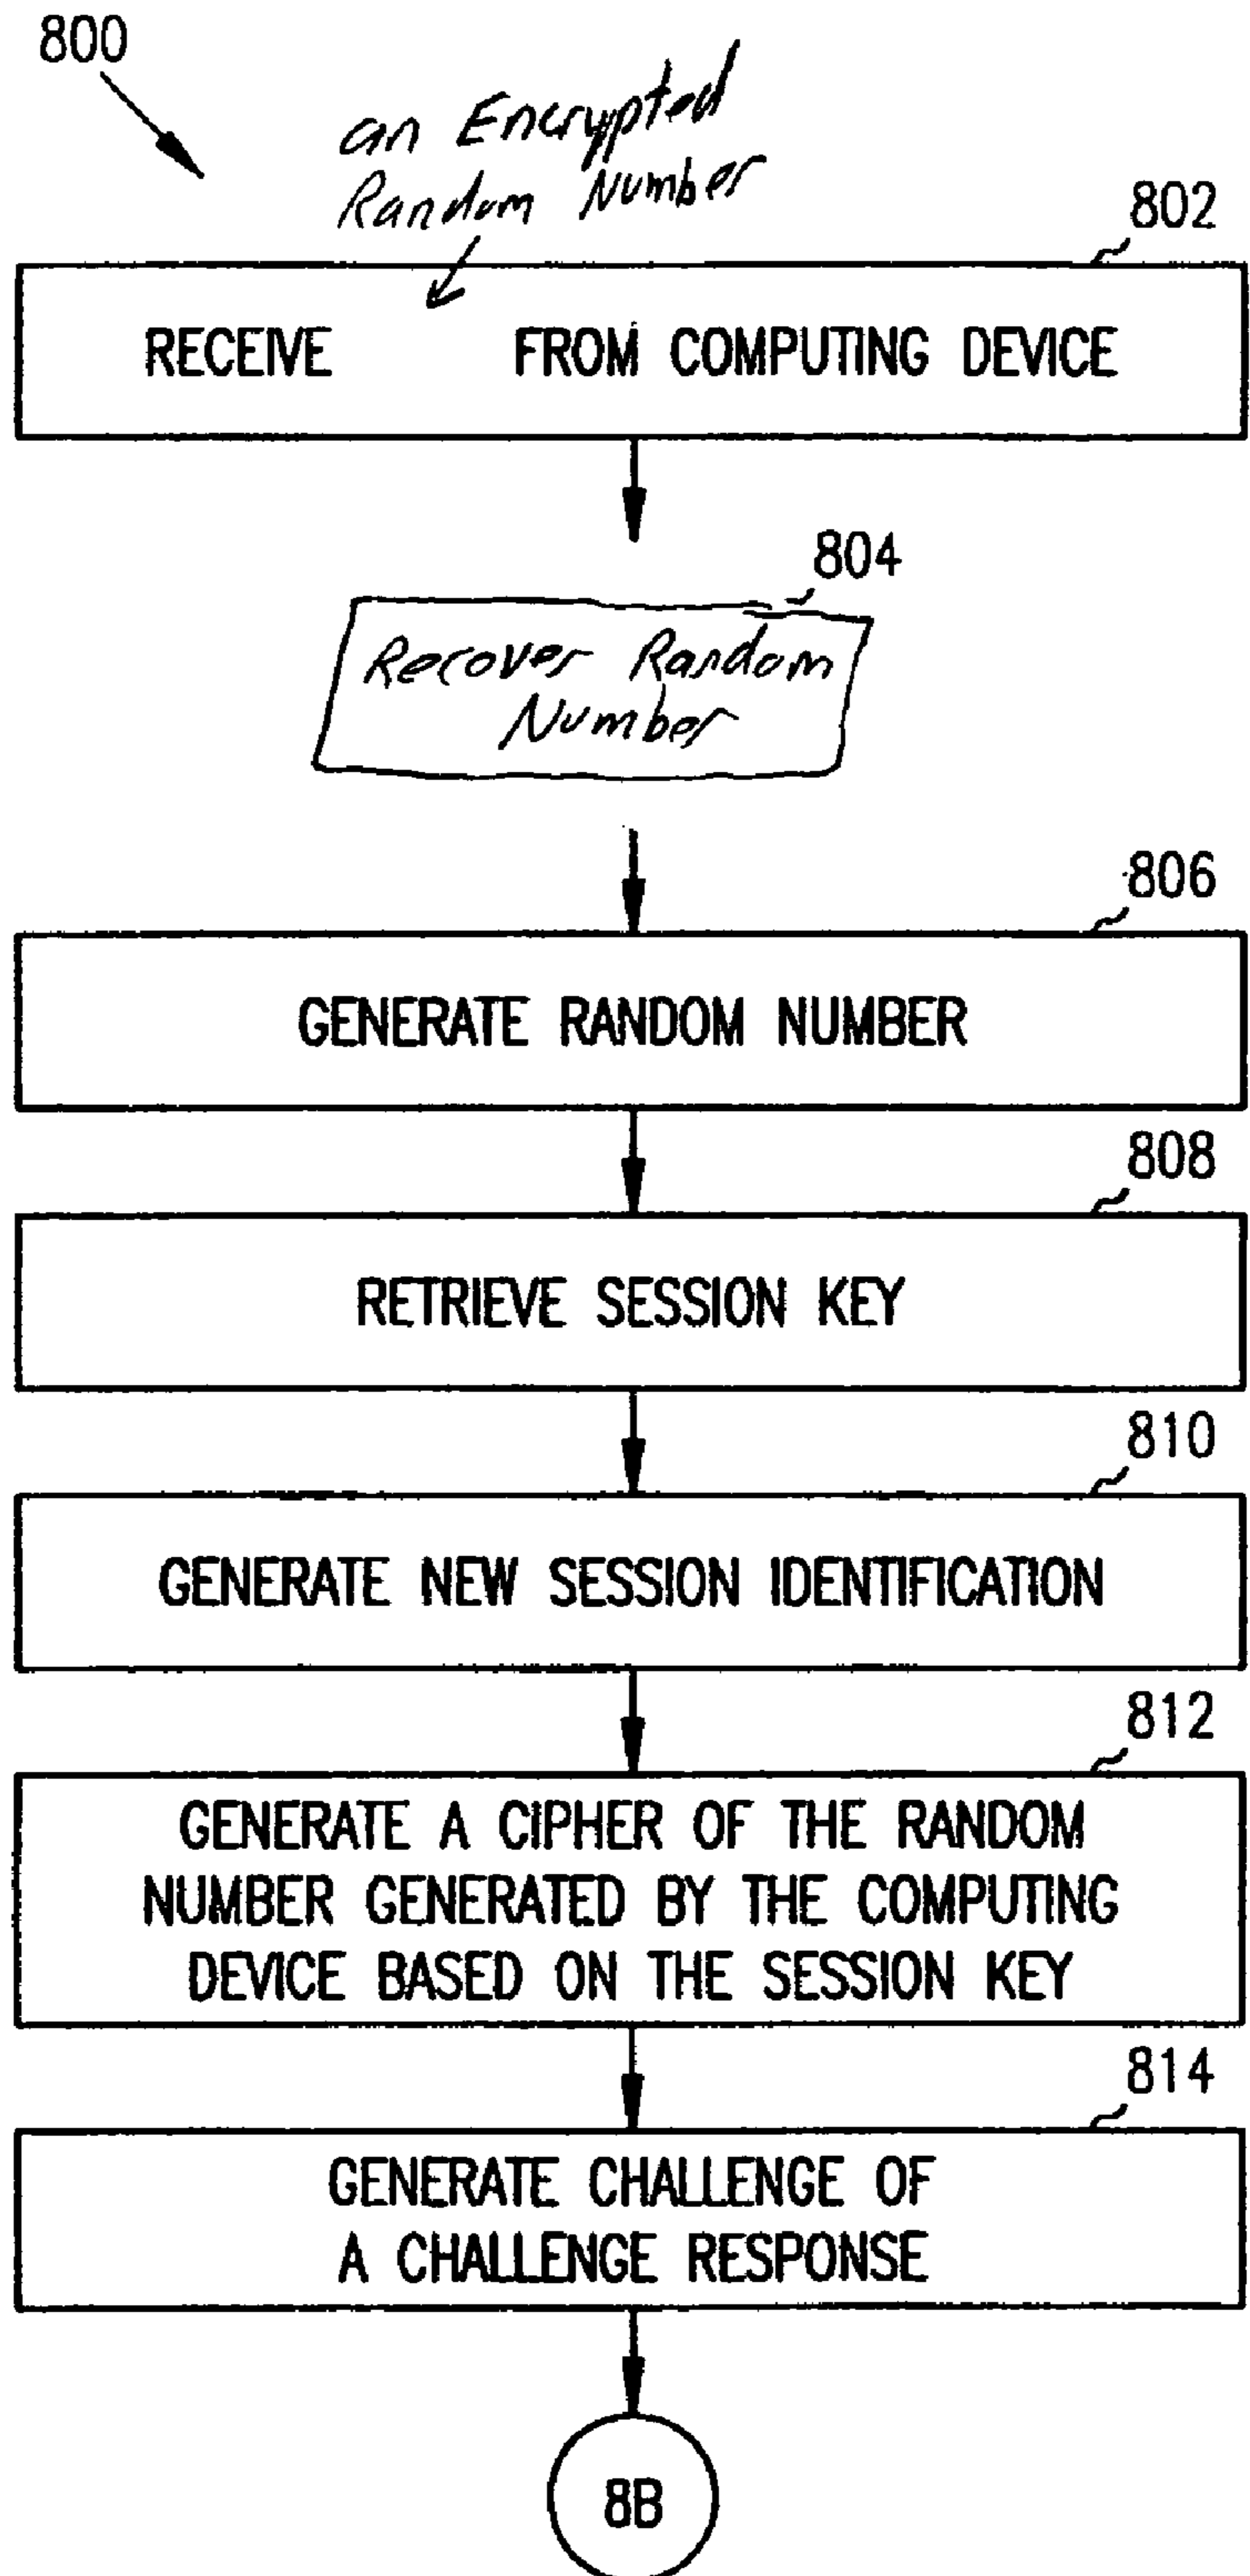 800
an Encrypted
Random Number
802
RECEIVE FROM COMPUTING DEVICE
804
Recover Random
Number
806
GENERATE RANDOM NUMBER
808
RETRIEVE SESSION KEY
810
GENERATE NEW SESSION IDENTIFICATION
812
GENERATE A CIPHER OF THE RANDOM
NUMBER GENERATED BY THE COMPUTING
DEVICE BASED ON THE SESSION KEY
814
GENERATE CHALLENGE OF
A CHALLENGE RESPONSE
8B